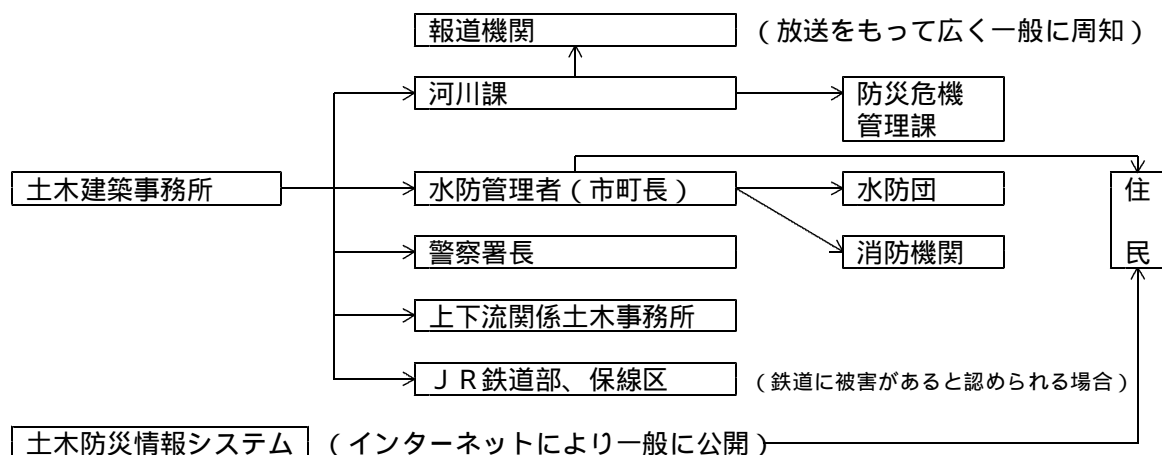 報道機関 （放送をもって広く一般に周知）
河川課
防災危機
管理課
土木建築事務所
水防管理者（市町長）
水防団
住
民
警察署長
消防機関
上下流関係土木事務所
ＪＲ鉄道部、保線区 （鉄道に被害があると認められる場合）
土木防災情報システム （インターネットにより一般に公開）